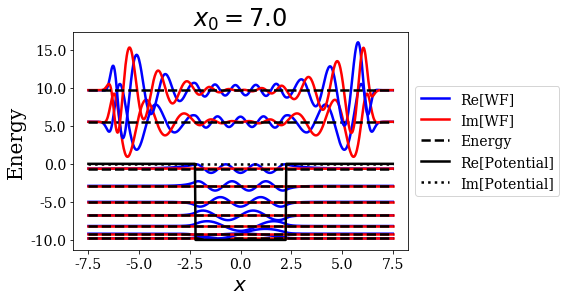 x₀ = 7.0
Energy
15.0
10.0
5.0
0.0
-5.0
-10.0
-7.5
-5.0
-2.5
0.0
2.5
5.0
7.5
x
Re[WF]
Im[WF]
Energy
Re[Potential]
Im[Potential]